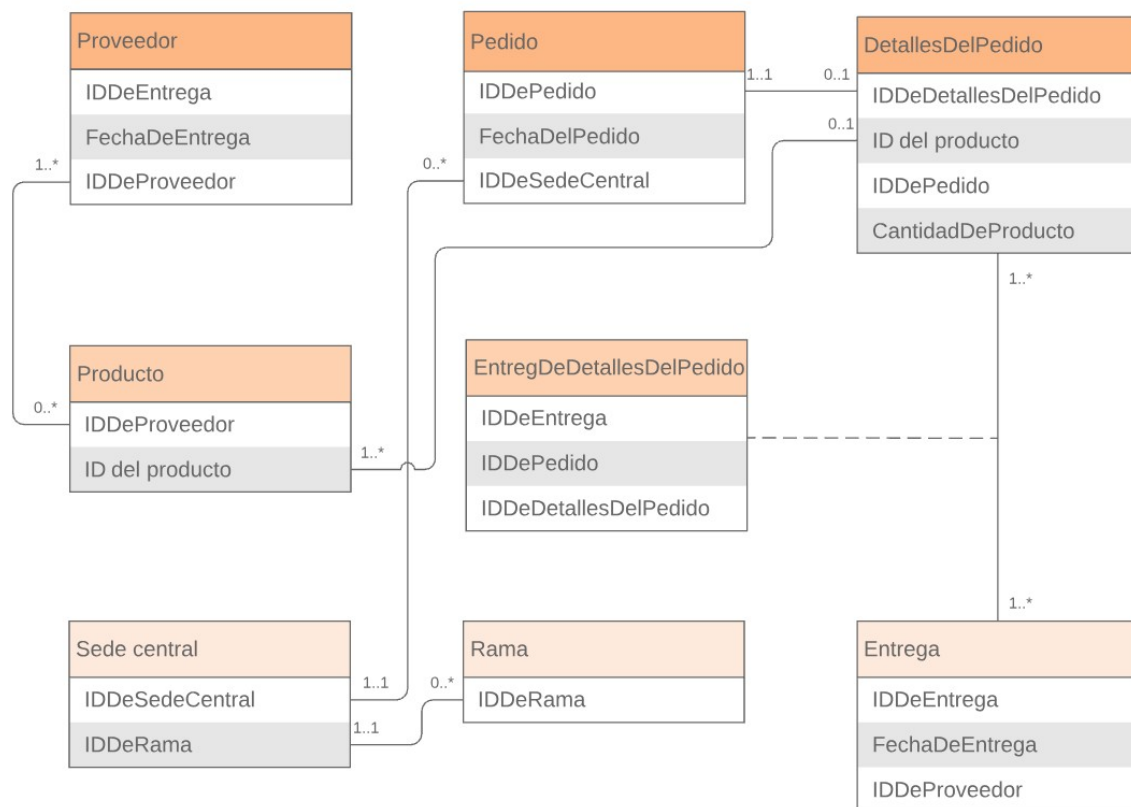 Proveedor
IDDeEntrega
FechaDeEntrega
IDDeProveedor
1..*
Pedido
IDDePedido
FechaDelPedido
IDDeSedeCentral
1..1
0..*
DetallesDelPedido
IDDeDetallesDelPedido
ID del producto
IDDePedido
CantidadDeProducto
0..1
0..1
1..*
Producto
IDDeProveedor
ID del producto
0..*
1..*
EntregDeDetallesDelPedido
IDDeEntrega
IDDePedido
IDDeDetallesDelPedido
Sede central
IDDeSedeCentral
IDDeRama
1..1
1..1
Rama
IDDeRama
0..*
1..*
Entrega
IDDeEntrega
FechaDeEntrega
IDDeProveedor